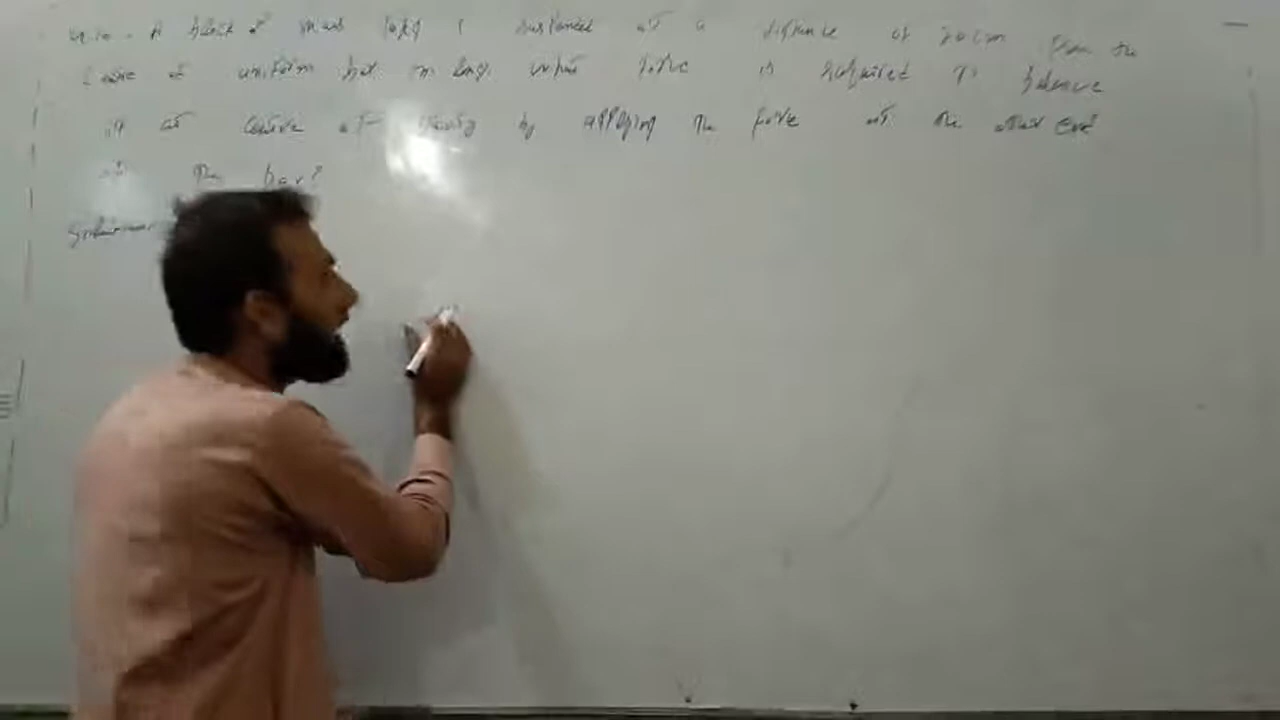 A block of mass 10kg is suspended at a distance of 20cm from the
centre of uniform bar m long. what force is required to balance
it at centre of gravity by applying the force at the other end
of the bar?
Solution